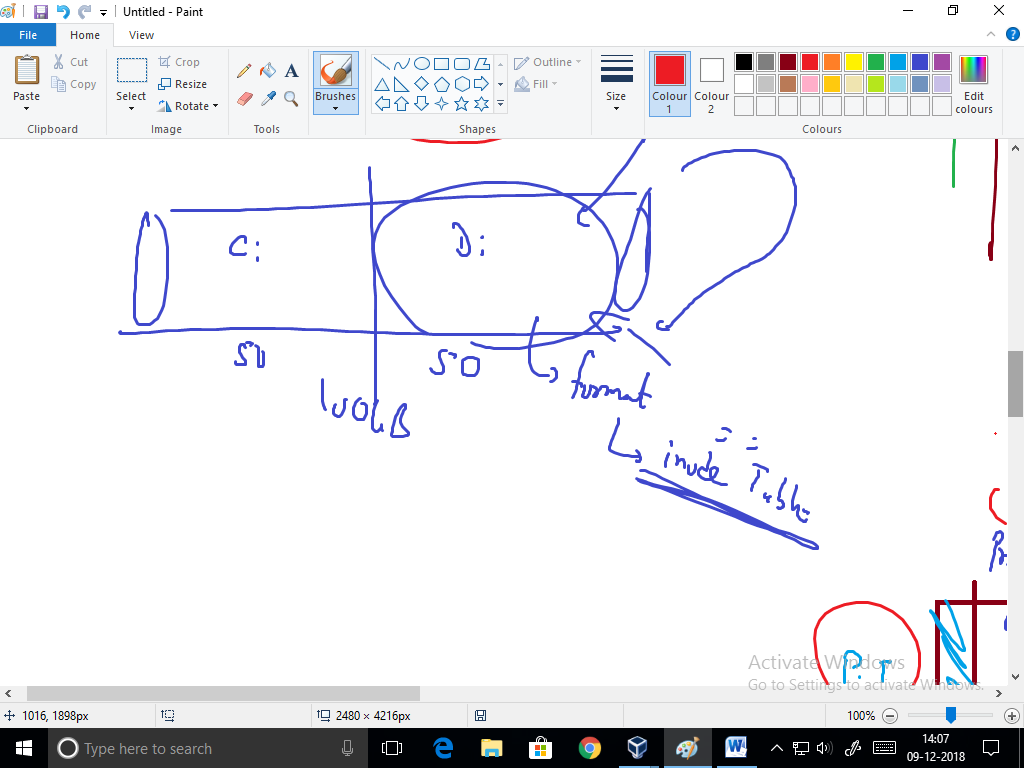 Untitled - Paint
File Home View
Paste Cut Copy Clipboard
Select Crop Resize Rotate Image
A Tools
Brushes
Shapes Outline Fill
Size
Colour 1 Colour 2 Edit colours Colours
C: D:
50 50
100GB
format
inode Table
P.T
Activate Windows
Go to Settings to activate Windows.
1016, 1898px 2480 × 4216px 100%
Type here to search
14:07
09-12-2018